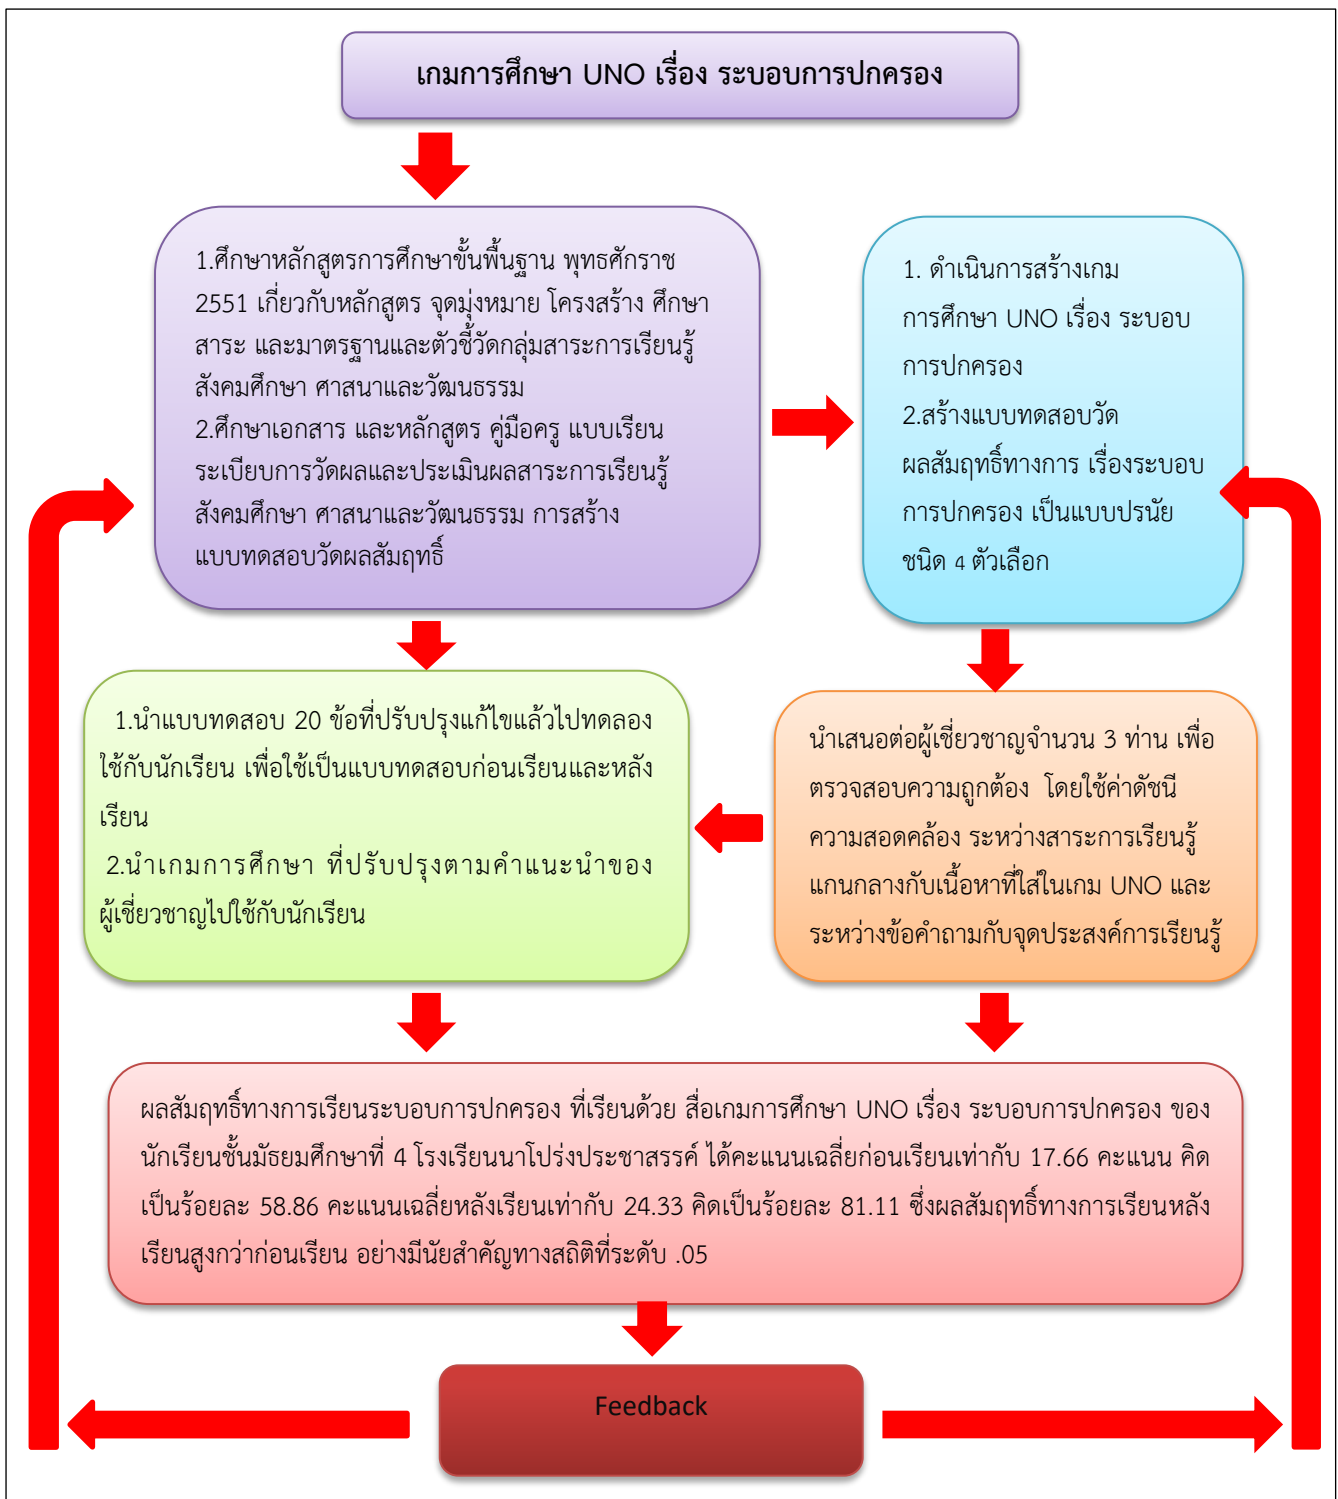 เกมการศึกษา UNO เรื่อง ระบอบการปกครอง
1.ศึกษาหลักสูตรการศึกษาขั้นพื้นฐาน พุทธศักราช
2551 เกี่ยวกับหลักสูตร จุดมุ่งหมาย โครงสร้าง ศึกษา
สาระ และมาตรฐานและตัวชี้วัดกลุ่มสาระการเรียนรู้
สังคมศึกษา ศาสนาและวัฒนธรรม
2.ศึกษาเอกสาร และหลักสูตร คู่มือครู แบบเรียน
ระเบียบการวัดผลและประเมินผลสาระการเรียนรู้
สังคมศึกษา ศาสนาและวัฒนธรรม การสร้าง
แบบทดสอบวัดผลสัมฤทธิ์
1. ดำเนินการสร้างเกม
การศึกษา UNO เรื่อง ระบอบ
การปกครอง
2.สร้างแบบทดสอบวัด
ผลสัมฤทธิ์ทางการ เรื่องระบอบ
การปกครอง เป็นแบบปรนัย
ชนิด 4 ตัวเลือก
1.นำแบบทดสอบ 20 ข้อที่ปรับปรุงแก้ไขแล้วไปทดลอง
ใช้กับนักเรียน เพื่อใช้เป็นแบบทดสอบก่อนเรียนและหลัง
เรียน
2.นำเกมการศึกษา ที่ปรับปรุงตามคำแนะนำของ
ผู้เชี่ยวชาญไปใช้กับนักเรียน
นำเสนอต่อผู้เชี่ยวชาญจำนวน 3 ท่าน เพื่อ
ตรวจสอบความถูกต้อง โดยใช้ค่าดัชนี
ความสอดคล้อง ระหว่างสาระการเรียนรู้
แกนกลางกับเนื้อหาที่ใส่ในเกม UNO และ
ระหว่างข้อคำถามกับจุดประสงค์การเรียนรู้
ผลสัมฤทธิ์ทางการเรียนระบอบการปกครอง ที่เรียนด้วย สื่อเกมการศึกษา UNO เรื่อง ระบอบการปกครอง ของ
นักเรียนชั้นมัธยมศึกษาที่ 4 โรงเรียนนาโปร่งประชาสรรค์ ได้คะแนนเฉลี่ยก่อนเรียนเท่ากับ 17.66 คะแนน คิด
เป็นร้อยละ 58.86 คะแนนเฉลี่ยหลังเรียนเท่ากับ 24.33 คิดเป็นร้อยละ 81.11 ซึ่งผลสัมฤทธิ์ทางการเรียนหลัง
เรียนสูงกว่าก่อนเรียน อย่างมีนัยสำคัญทางสถิติที่ระดับ .05
Feedback